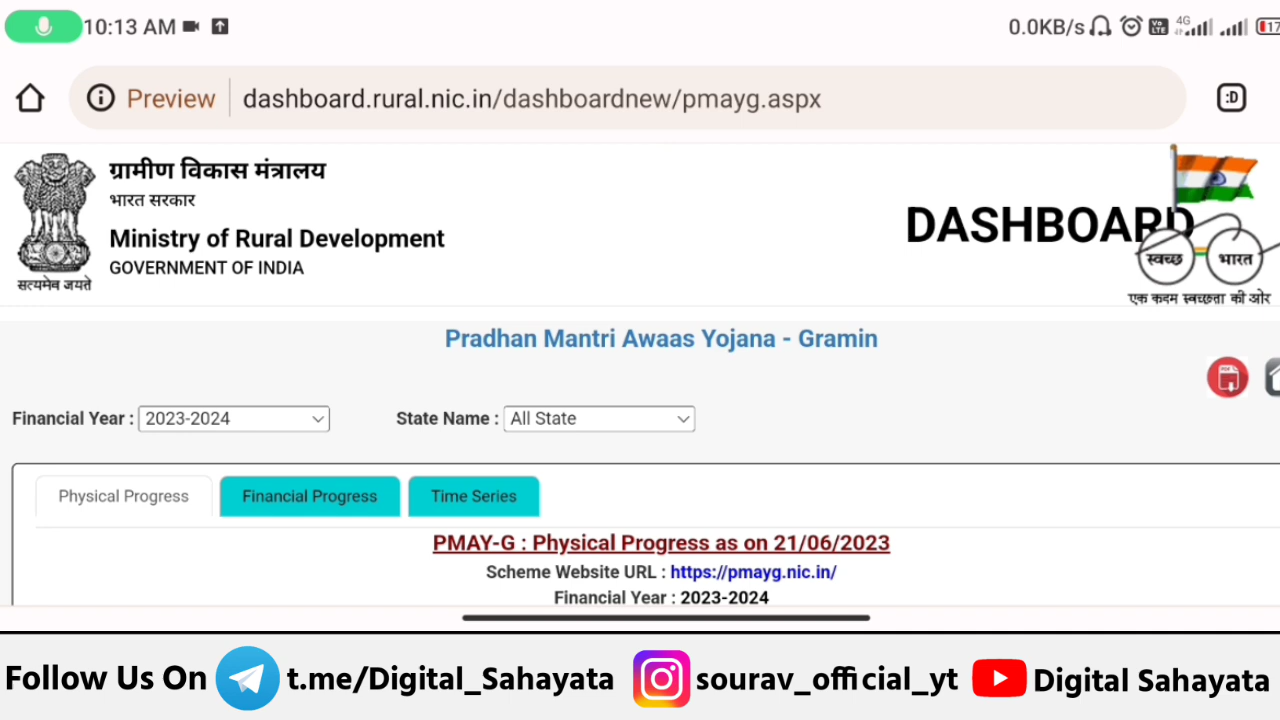 10:13 AM 0.0KB/s Vo LTE 4G 17
Preview dashboard.rural.nic.in/dashboardnew/pmayg.aspx :D
ग्रामीण विकास मंत्रालय
भारत सरकार
Ministry of Rural Development
GOVERNMENT OF INDIA
सत्यमेव जयते
DASHBOARD
स्वच्छ भारत
एक कदम स्वच्छता की ओर
Pradhan Mantri Awaas Yojana - Gramin
Financial Year : 2023-2024 State Name : All State
Physical Progress Financial Progress Time Series
PMAY-G : Physical Progress as on 21/06/2023
Scheme Website URL : https://pmayg.nic.in/
Financial Year : 2023-2024
Follow Us On t.me/Digital_Sahayata sourav_official_yt Digital Sahayata